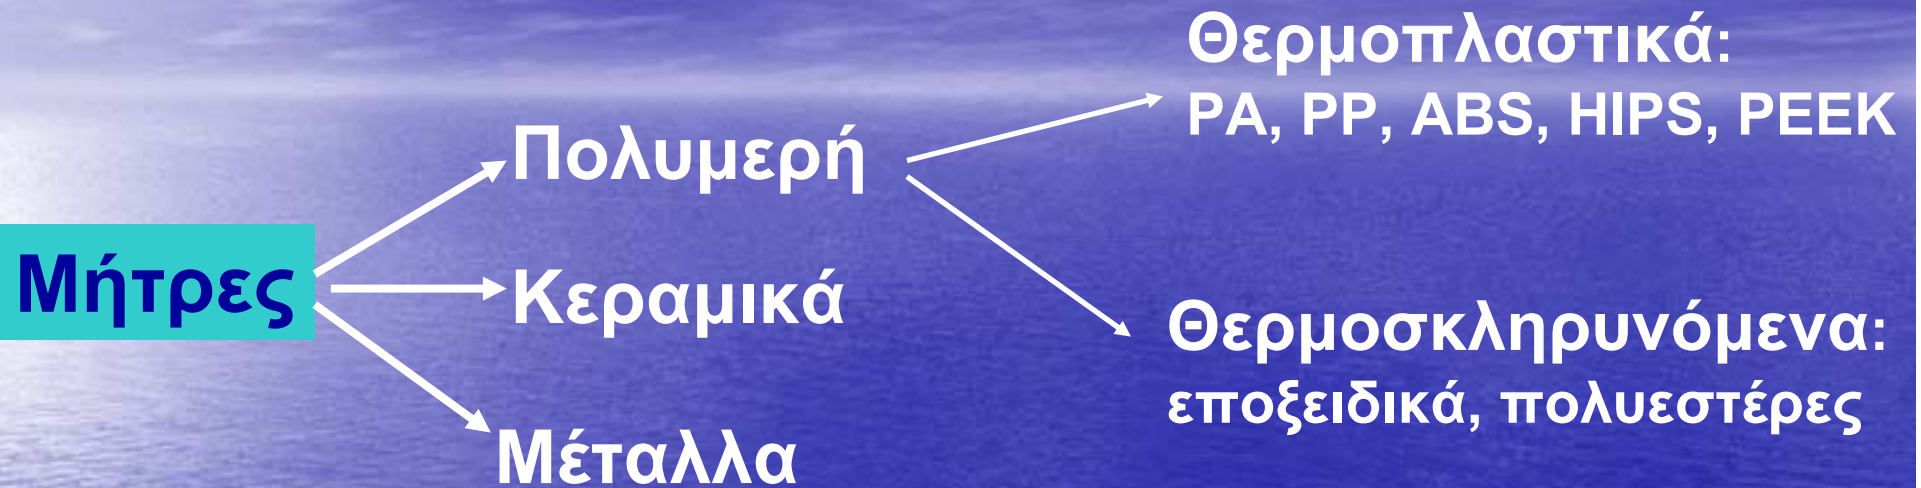 Μήτρες
Πολυμερή
Κεραμικά
Μέταλλα
Θερμοπλαστικά:
PA, PP, ABS, HIPS, PEEK
Θερμοσκληρυνόμενα:
εποξειδικά, πολυεστέρες